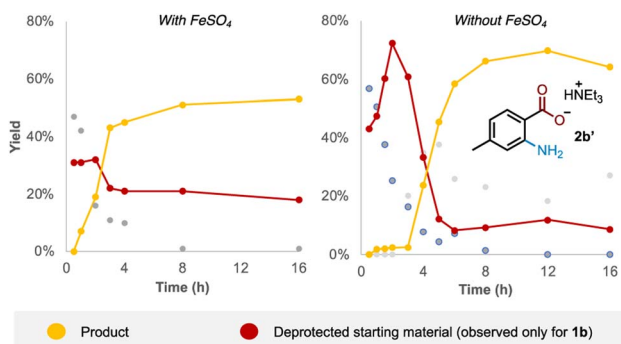 With FeSO₄
Without FeSO₄
Yield
80%
60%
40%
20%
0%
0
4
8
12
16
Time (h)
80%
60%
40%
20%
0%
0
4
8
12
16
Time (h)
O
O⁻
HNEt₃⁺
NH₂
2b’
Product
Deprotected starting material (observed only for 1b)